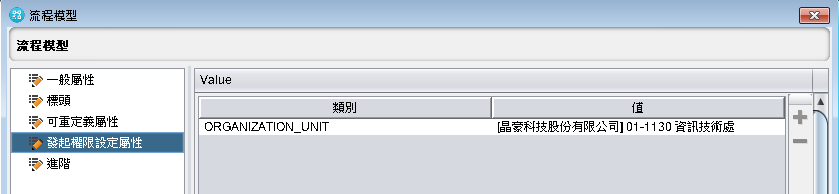 流程模型
流程模型
一般屬性
標頭
可重定義屬性
發起權限設定屬性
進階
Value
類別 值
ORGANIZATION_UNIT [晶豪科技股份有限公司] 01-1130 資訊技術處